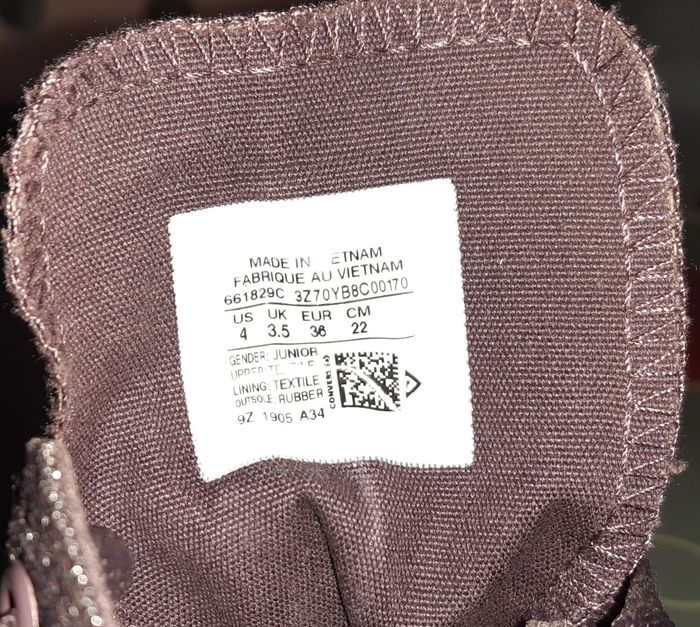 MADE IN ETNAM
FABRIQUE AU VIETNAM
661829C 3Z70YB8C00170
US UK EUR CM
4 3.5 36 22
GENDER: JUNIOR
LINING: TEXTILE
OUTSOLE: RUBBER
9Z 1905 A34
CONVERSE